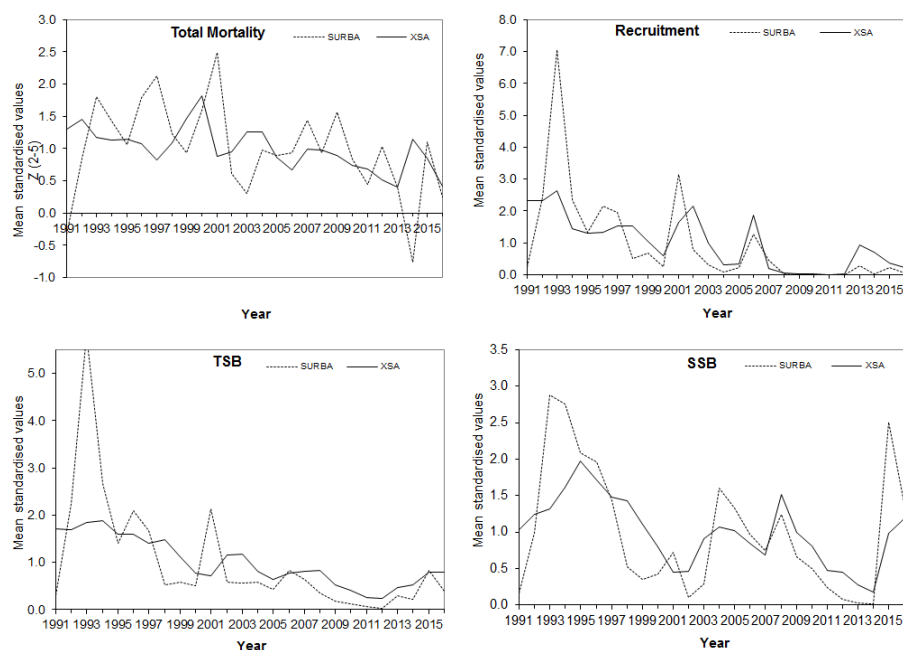 Total Mortality
SURBA
XSA
Mean standardised values
Z (2-5)
3.0
2.5
2.0
1.5
1.0
0.5
0.0
-0.5
-1.0
1991 1993 1995 1997 1999 2001 2003 2005 2007 2009 2011 2013 2015
Year
Recruitment
SURBA
XSA
Mean standardised values
8.0
7.0
6.0
5.0
4.0
3.0
2.0
1.0
0.0
1991 1993 1995 1997 1999 2001 2003 2005 2007 2009 2011 2013 2015
Year
TSB
SURBA
XSA
Mean standardised values
5.0
4.0
3.0
2.0
1.0
0.0
1991 1993 1995 1997 1999 2001 2003 2005 2007 2009 2011 2013 2015
Year
SSB
SURBA
XSA
Mean standardised values
3.5
3.0
2.5
2.0
1.5
1.0
0.5
0.0
1991 1993 1995 1997 1999 2001 2003 2005 2007 2009 2011 2013 2015
Year